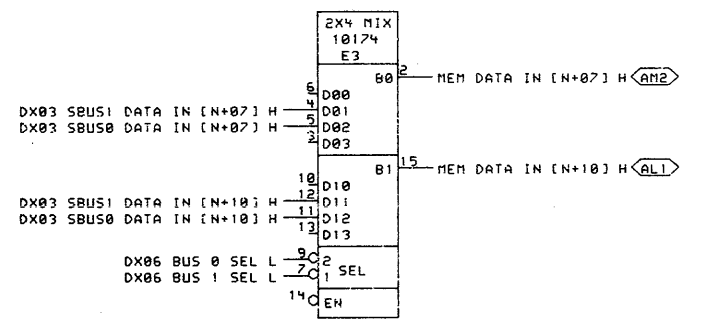 2X4 MIX
10174
E3
B0 2 MEM DATA IN [N+07] H AM2
6 D00
DX03 SBUS1 DATA IN [N+07] H 4 D01
DX03 SBUS0 DATA IN [N+07] H 5 D02
3 D03
B1 15 MEM DATA IN [N+10] H AL1
10 D10
DX03 SBUS1 DATA IN [N+10] H 12 D11
DX03 SBUS0 DATA IN [N+10] H 11 D12
13 D13
DX06 BUS 0 SEL L 9 2
DX06 BUS 1 SEL L 7 1 SEL
14 EN